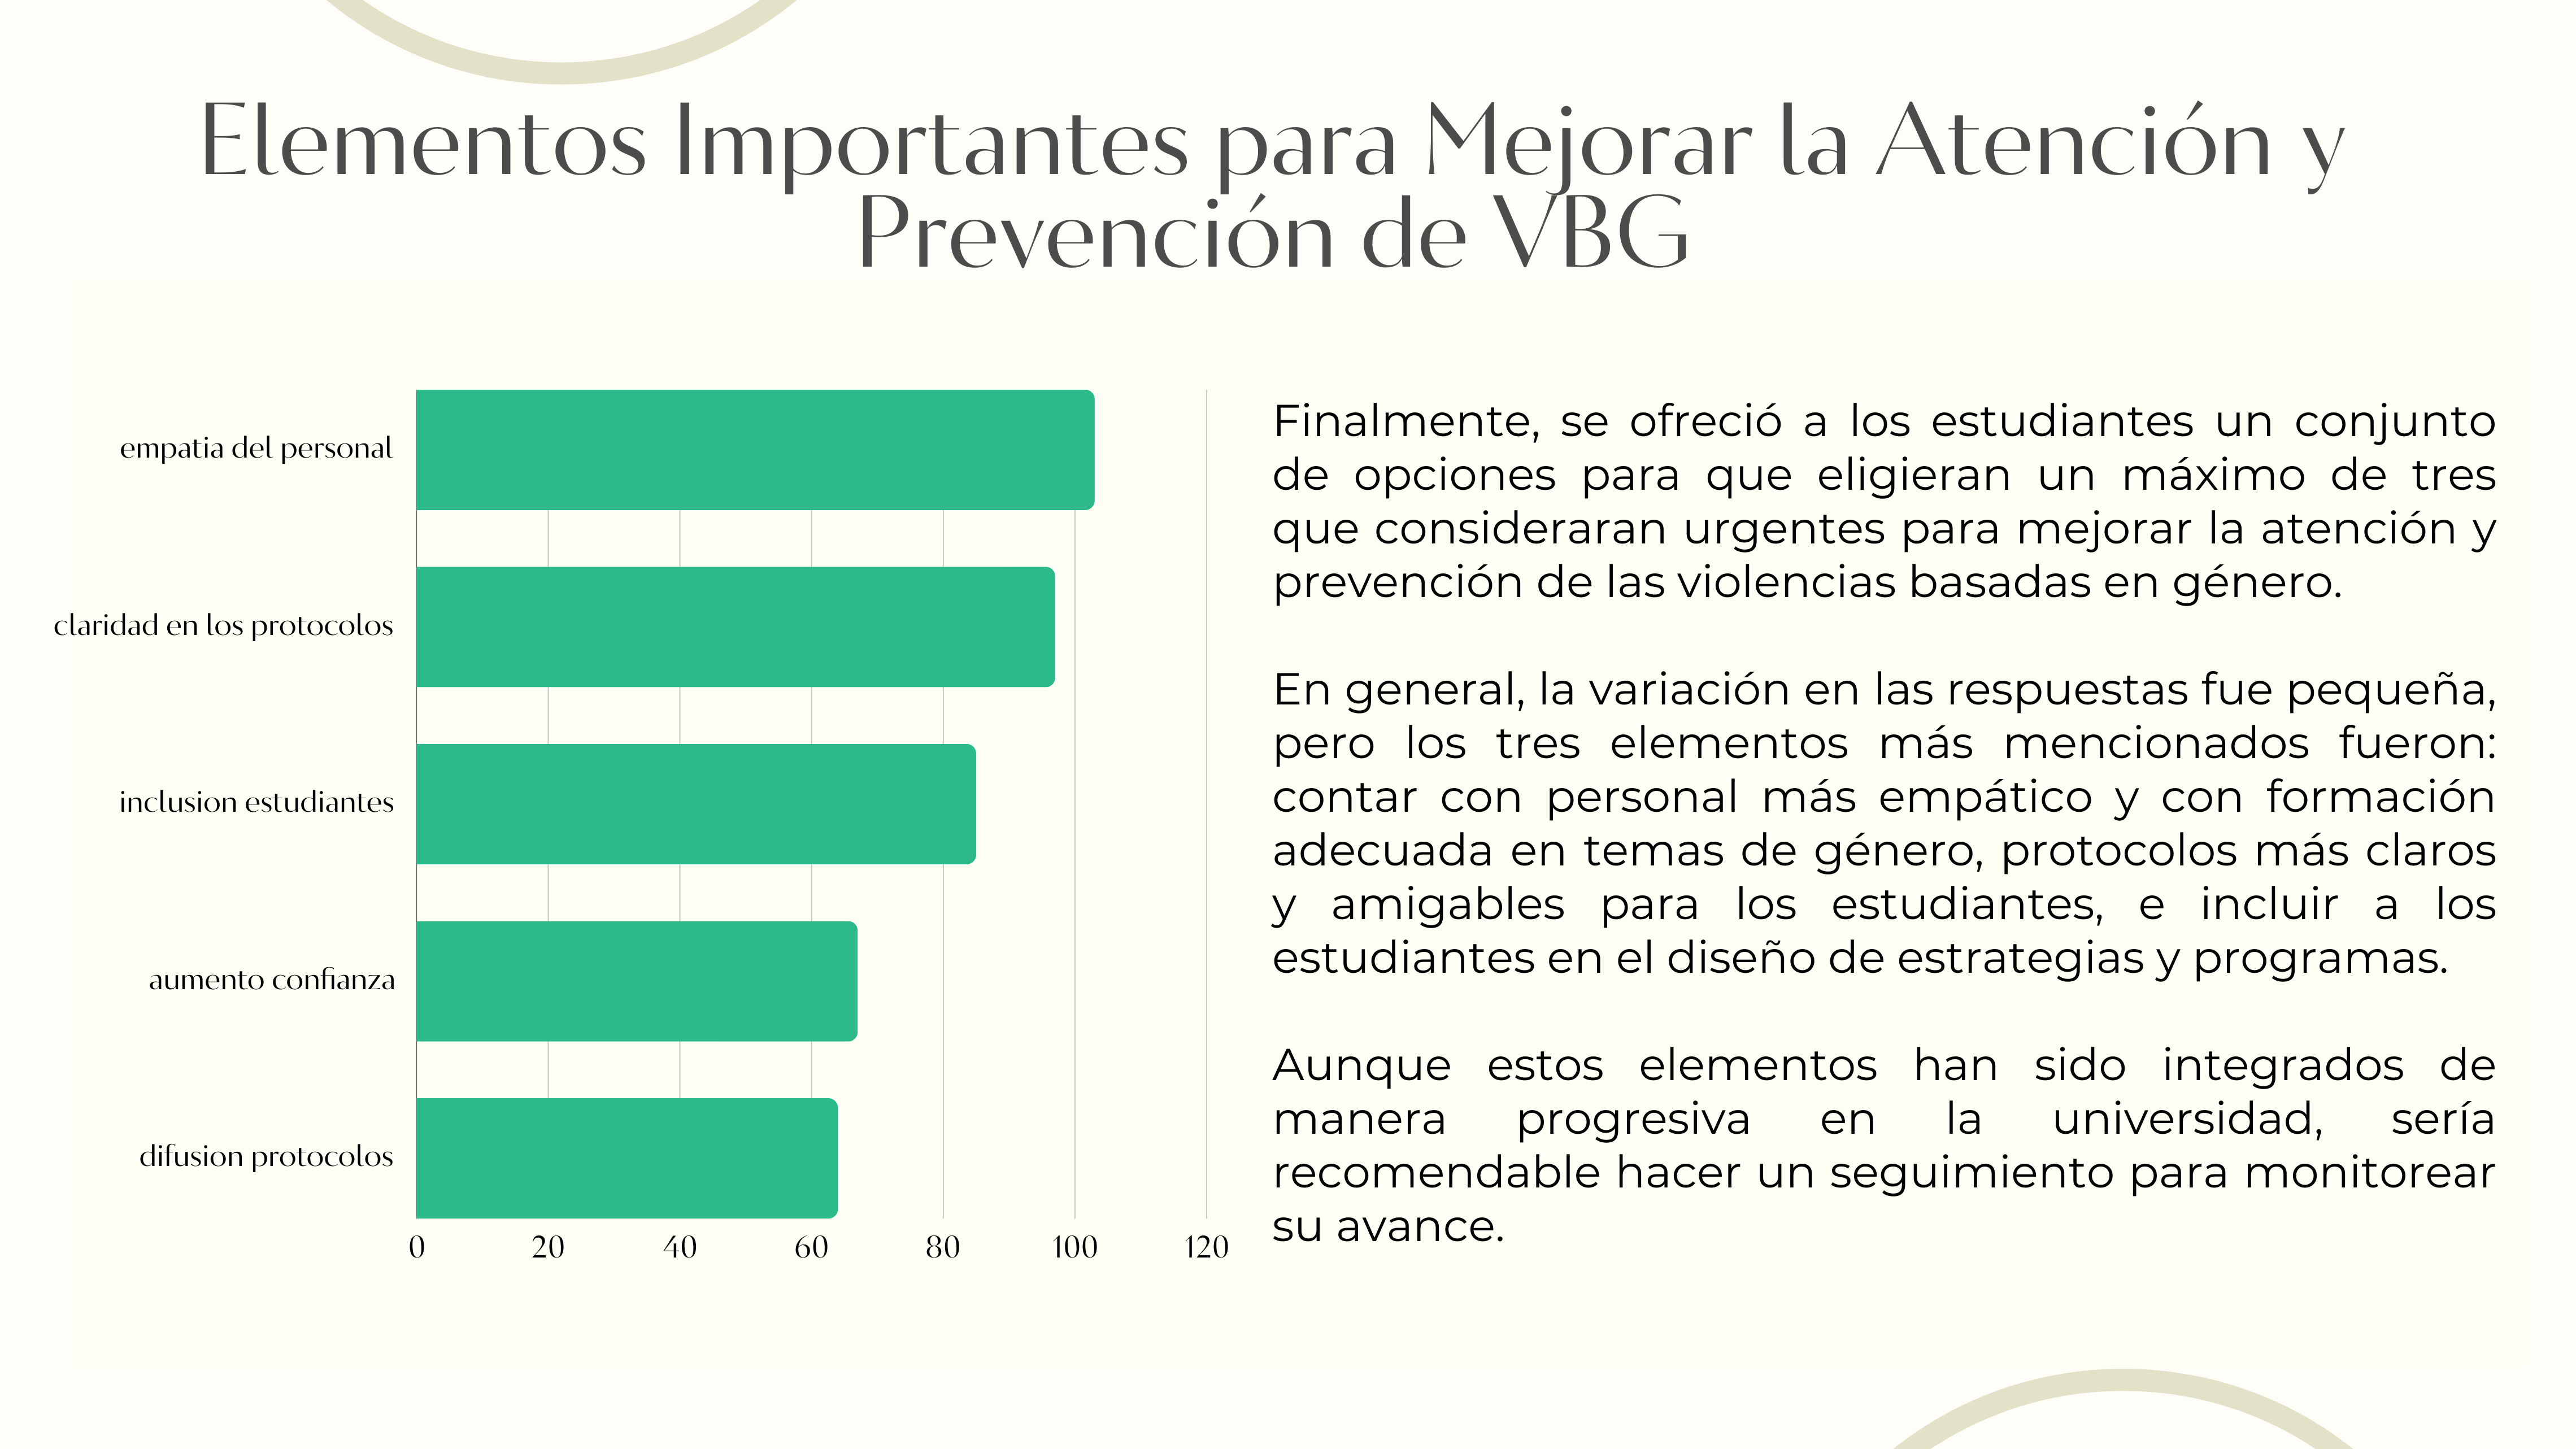 Elementos Importantes para Mejorar la Atención y
Prevención de VBG
empatia del personal
claridad en los protocolos
inclusion estudiantes
aumento confianza
difusion protocolos
0 20 40 60 80 100 120
Finalmente, se ofreció a los estudiantes un conjunto
de opciones para que eligieran un máximo de tres
que consideraran urgentes para mejorar la atención y
prevención de las violencias basadas en género.
En general, la variación en las respuestas fue pequeña,
pero los tres elementos más mencionados fueron:
contar con personal más empático y con formación
adecuada en temas de género, protocolos más claros
y amigables para los estudiantes, e incluir a los
estudiantes en el diseño de estrategias y programas.
Aunque estos elementos han sido integrados de
manera progresiva en la universidad, sería
recomendable hacer un seguimiento para monitorear
su avance.